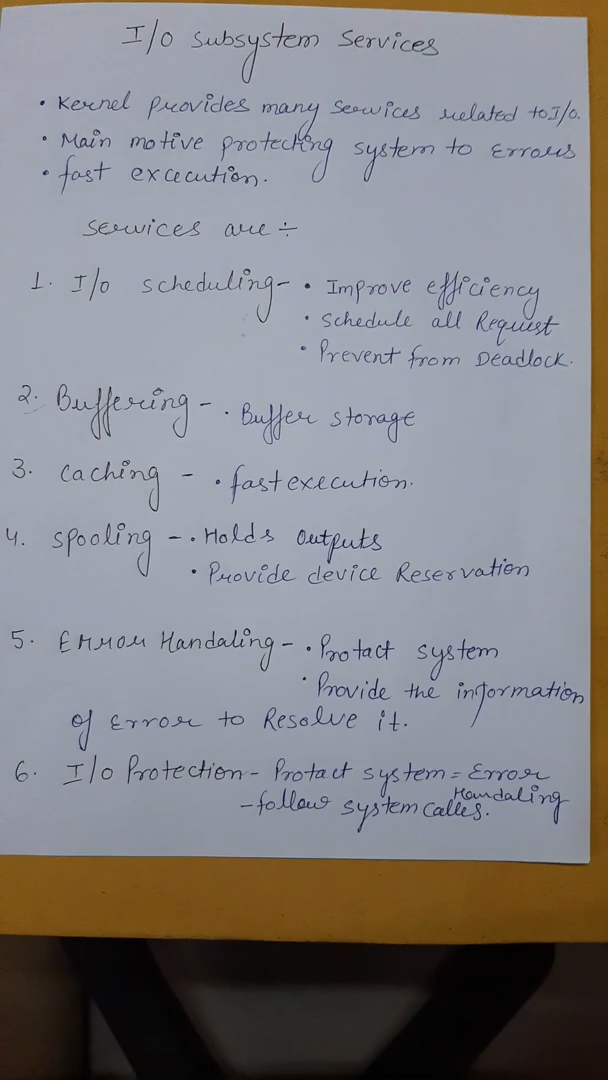 I/O Subsystem Services
• Kernel provides many services related to I/O.
• Main motive protecting system to Errors
• fast excecution.
Services are ÷
1. I/O scheduling - • Improve efficiency
• Schedule all Request
• Prevent from Deadlock.
2. Buffering - • Buffer storage
3. Caching - • fast execution.
4. Spooling - • Holds Outputs
• Provide device Reservation
5. Error Handaling - • Protact system
• Provide the information
of Error to Resolve it.
6. I/O Protection - Protact system = Error
Handaling
- follow system calles.